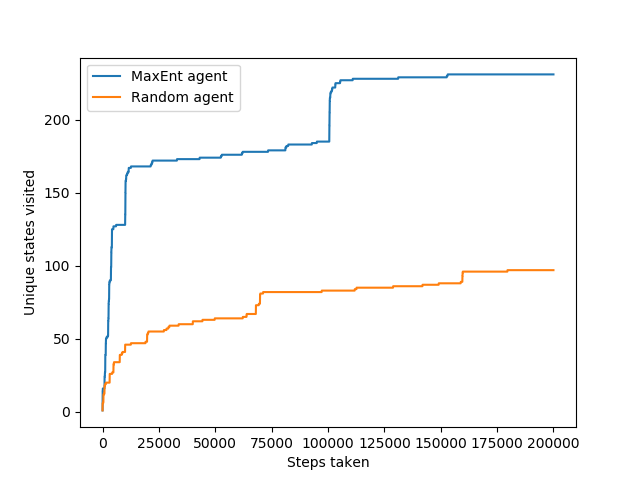 MaxEnt agent
Random agent
Unique states visited
200
150
100
50
0
0 25000 50000 75000 100000 125000 150000 175000 200000
Steps taken